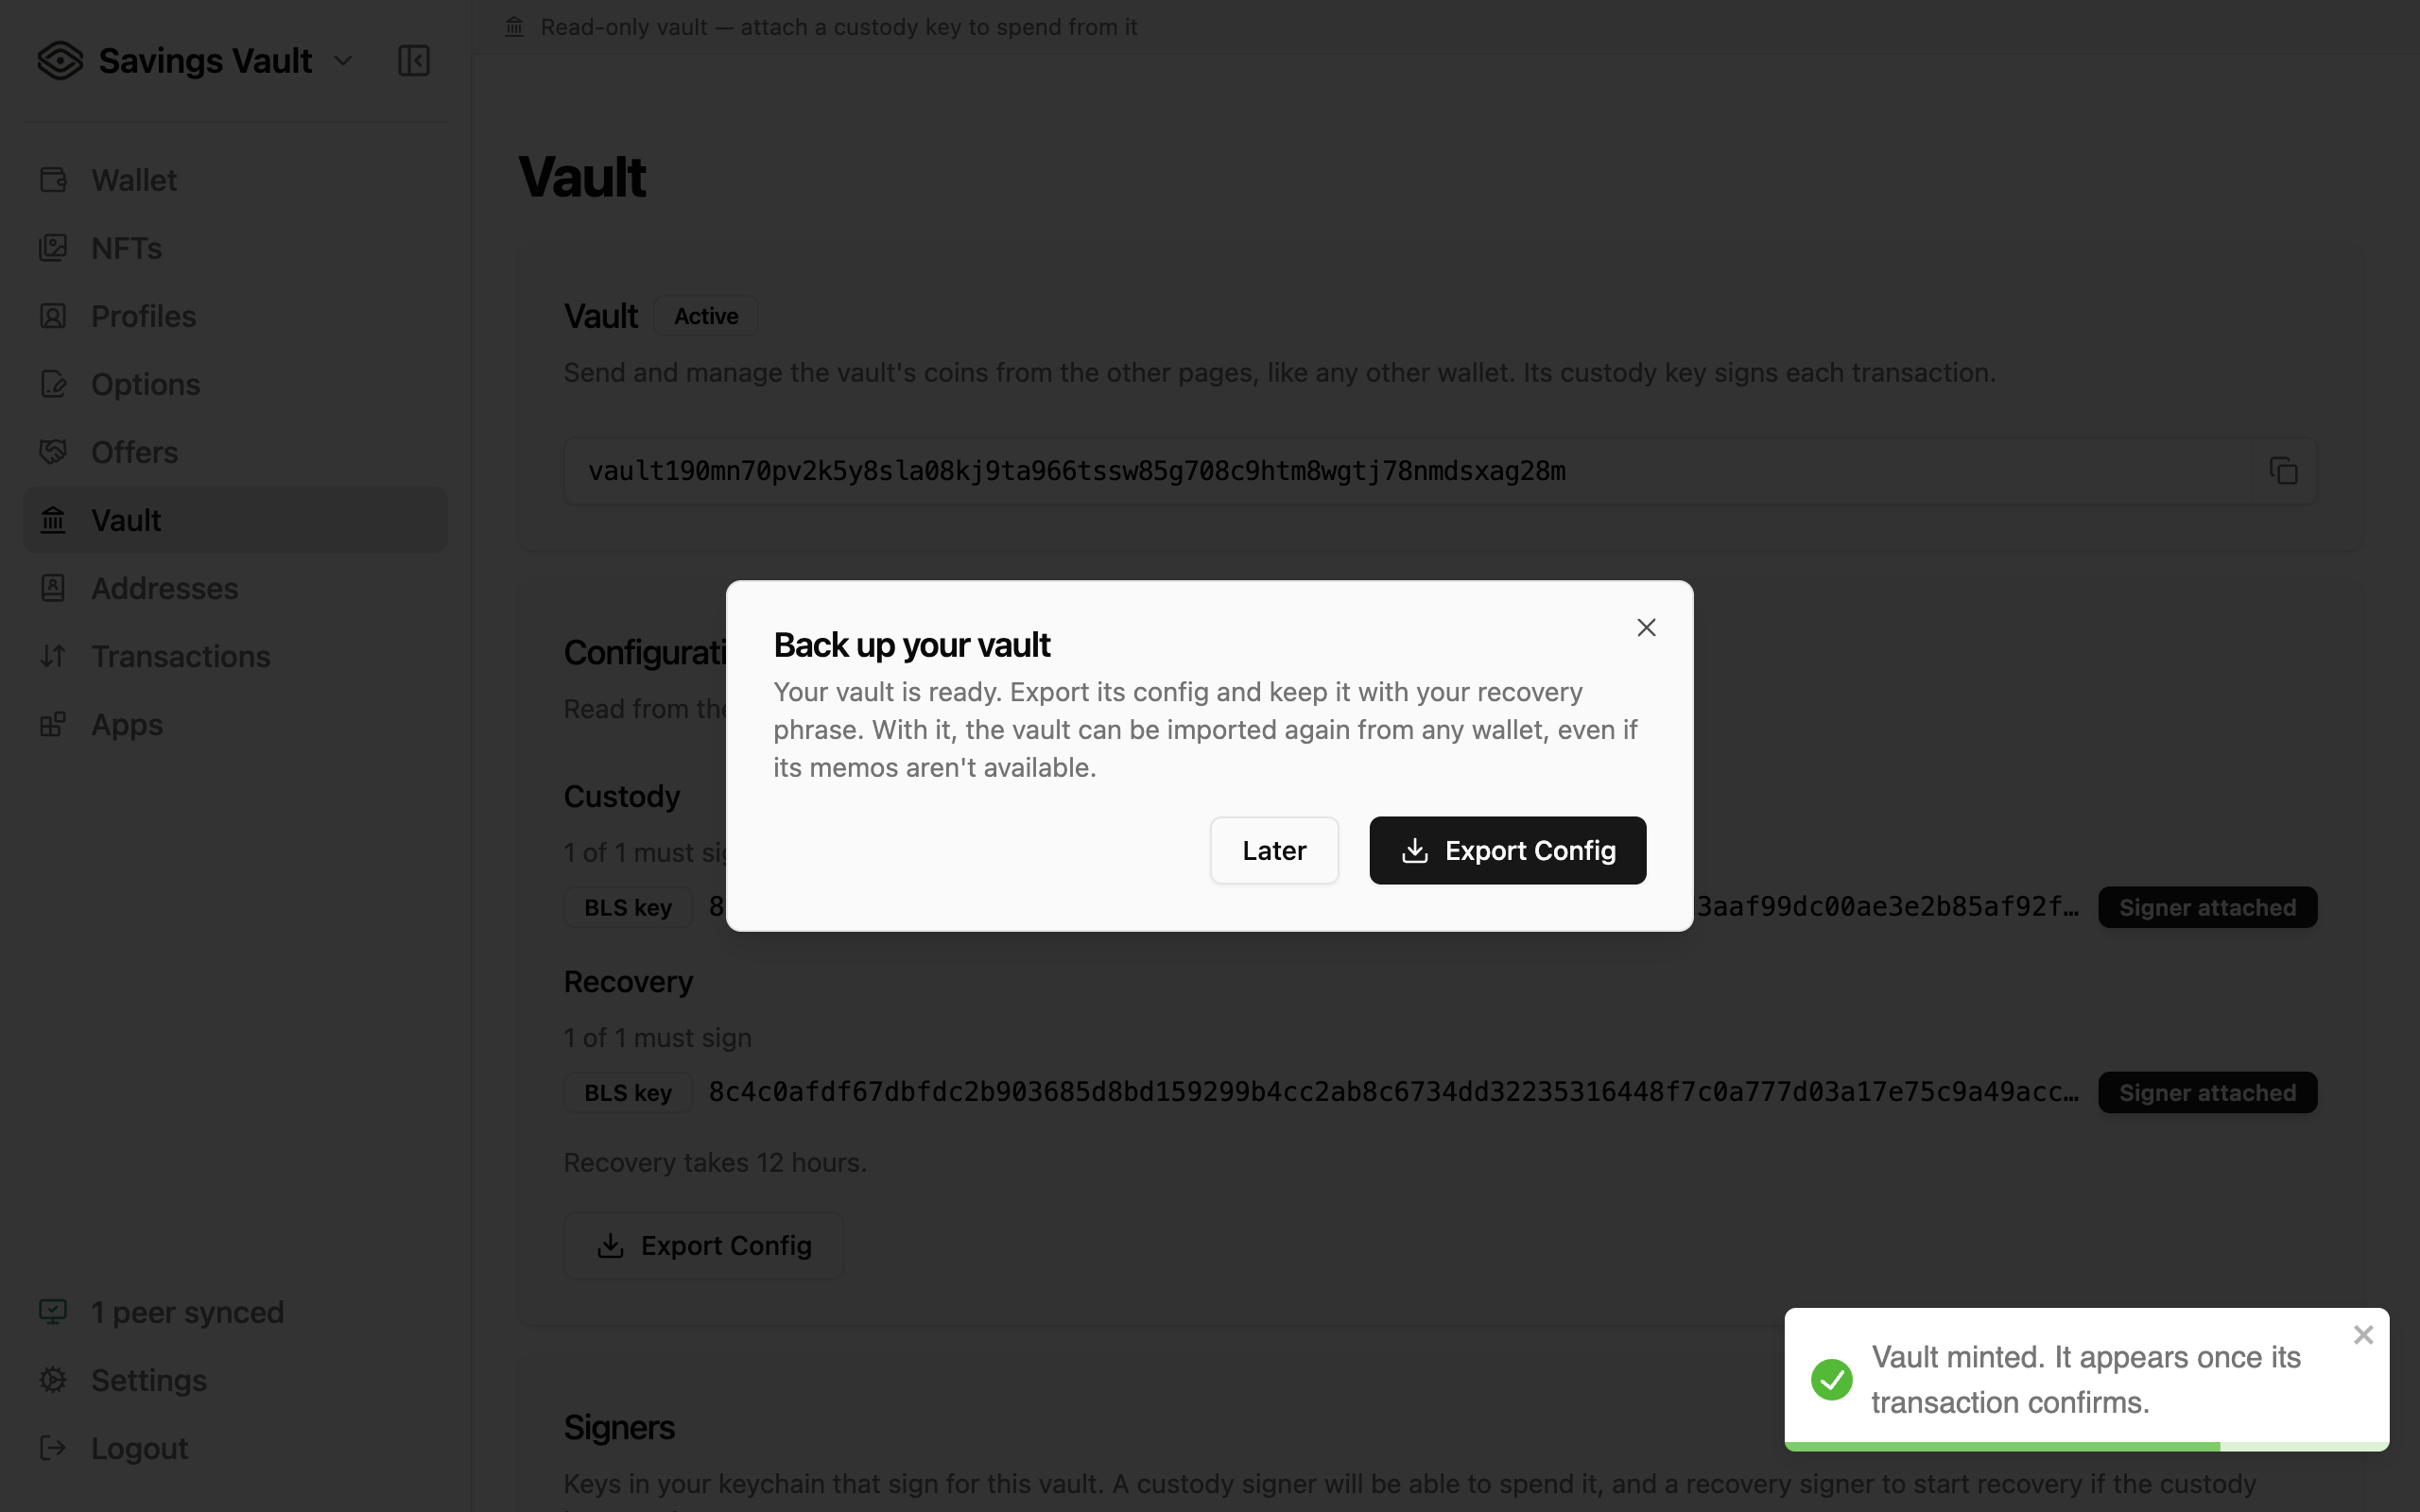 Savings Vault
Wallet
NFTs
Profiles
Options
Offers
Vault
Addresses
Transactions
Apps
1 peer synced
Settings
Logout
Read-only vault — attach a custody key to spend from it
Vault
Vault Active
Send and manage the vault's coins from the other pages, like any other wallet. Its custody key signs each transaction.
vault190mn70pv2k5y8sla08kj9ta966tssw85g708c9htm8wgtj78nmdsxag28m
Configurati
Read from the
Custody
1 of 1 must sig
BLS key 8 3aaf99dc00ae3e2b85af92f… Signer attached
Recovery
1 of 1 must sign
BLS key 8c4c0afdf67dbfdc2b903685d8bd159299b4cc2ab8c6734dd32235316448f7c0a777d03a17e75c9a49acc… Signer attached
Recovery takes 12 hours.
Export Config
Signers
Keys in your keychain that sign for this vault. A custody signer will be able to spend it, and a recovery signer to start recovery if the custody
Back up your vault
Your vault is ready. Export its config and keep it with your recovery
phrase. With it, the vault can be imported again from any wallet, even if
its memos aren't available.
Later
Export Config
Vault minted. It appears once its
transaction confirms.